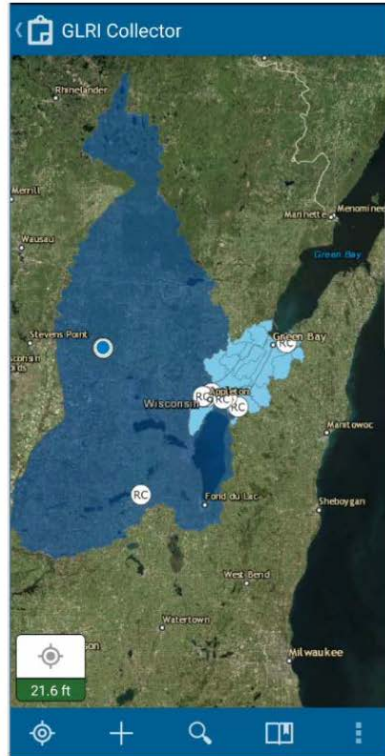 GLRI Collector
Rhinelander
Merrill
Marinette
Menominee
Wausau
Green Bay
Stevens Point
Green Bay
RC
Appleton
RC
RC
RC
Wisconsin
Manitowoc
RC
Fond du Lac
Sheboygan
West Bend
Watertown
Milwaukee
21.6 ft